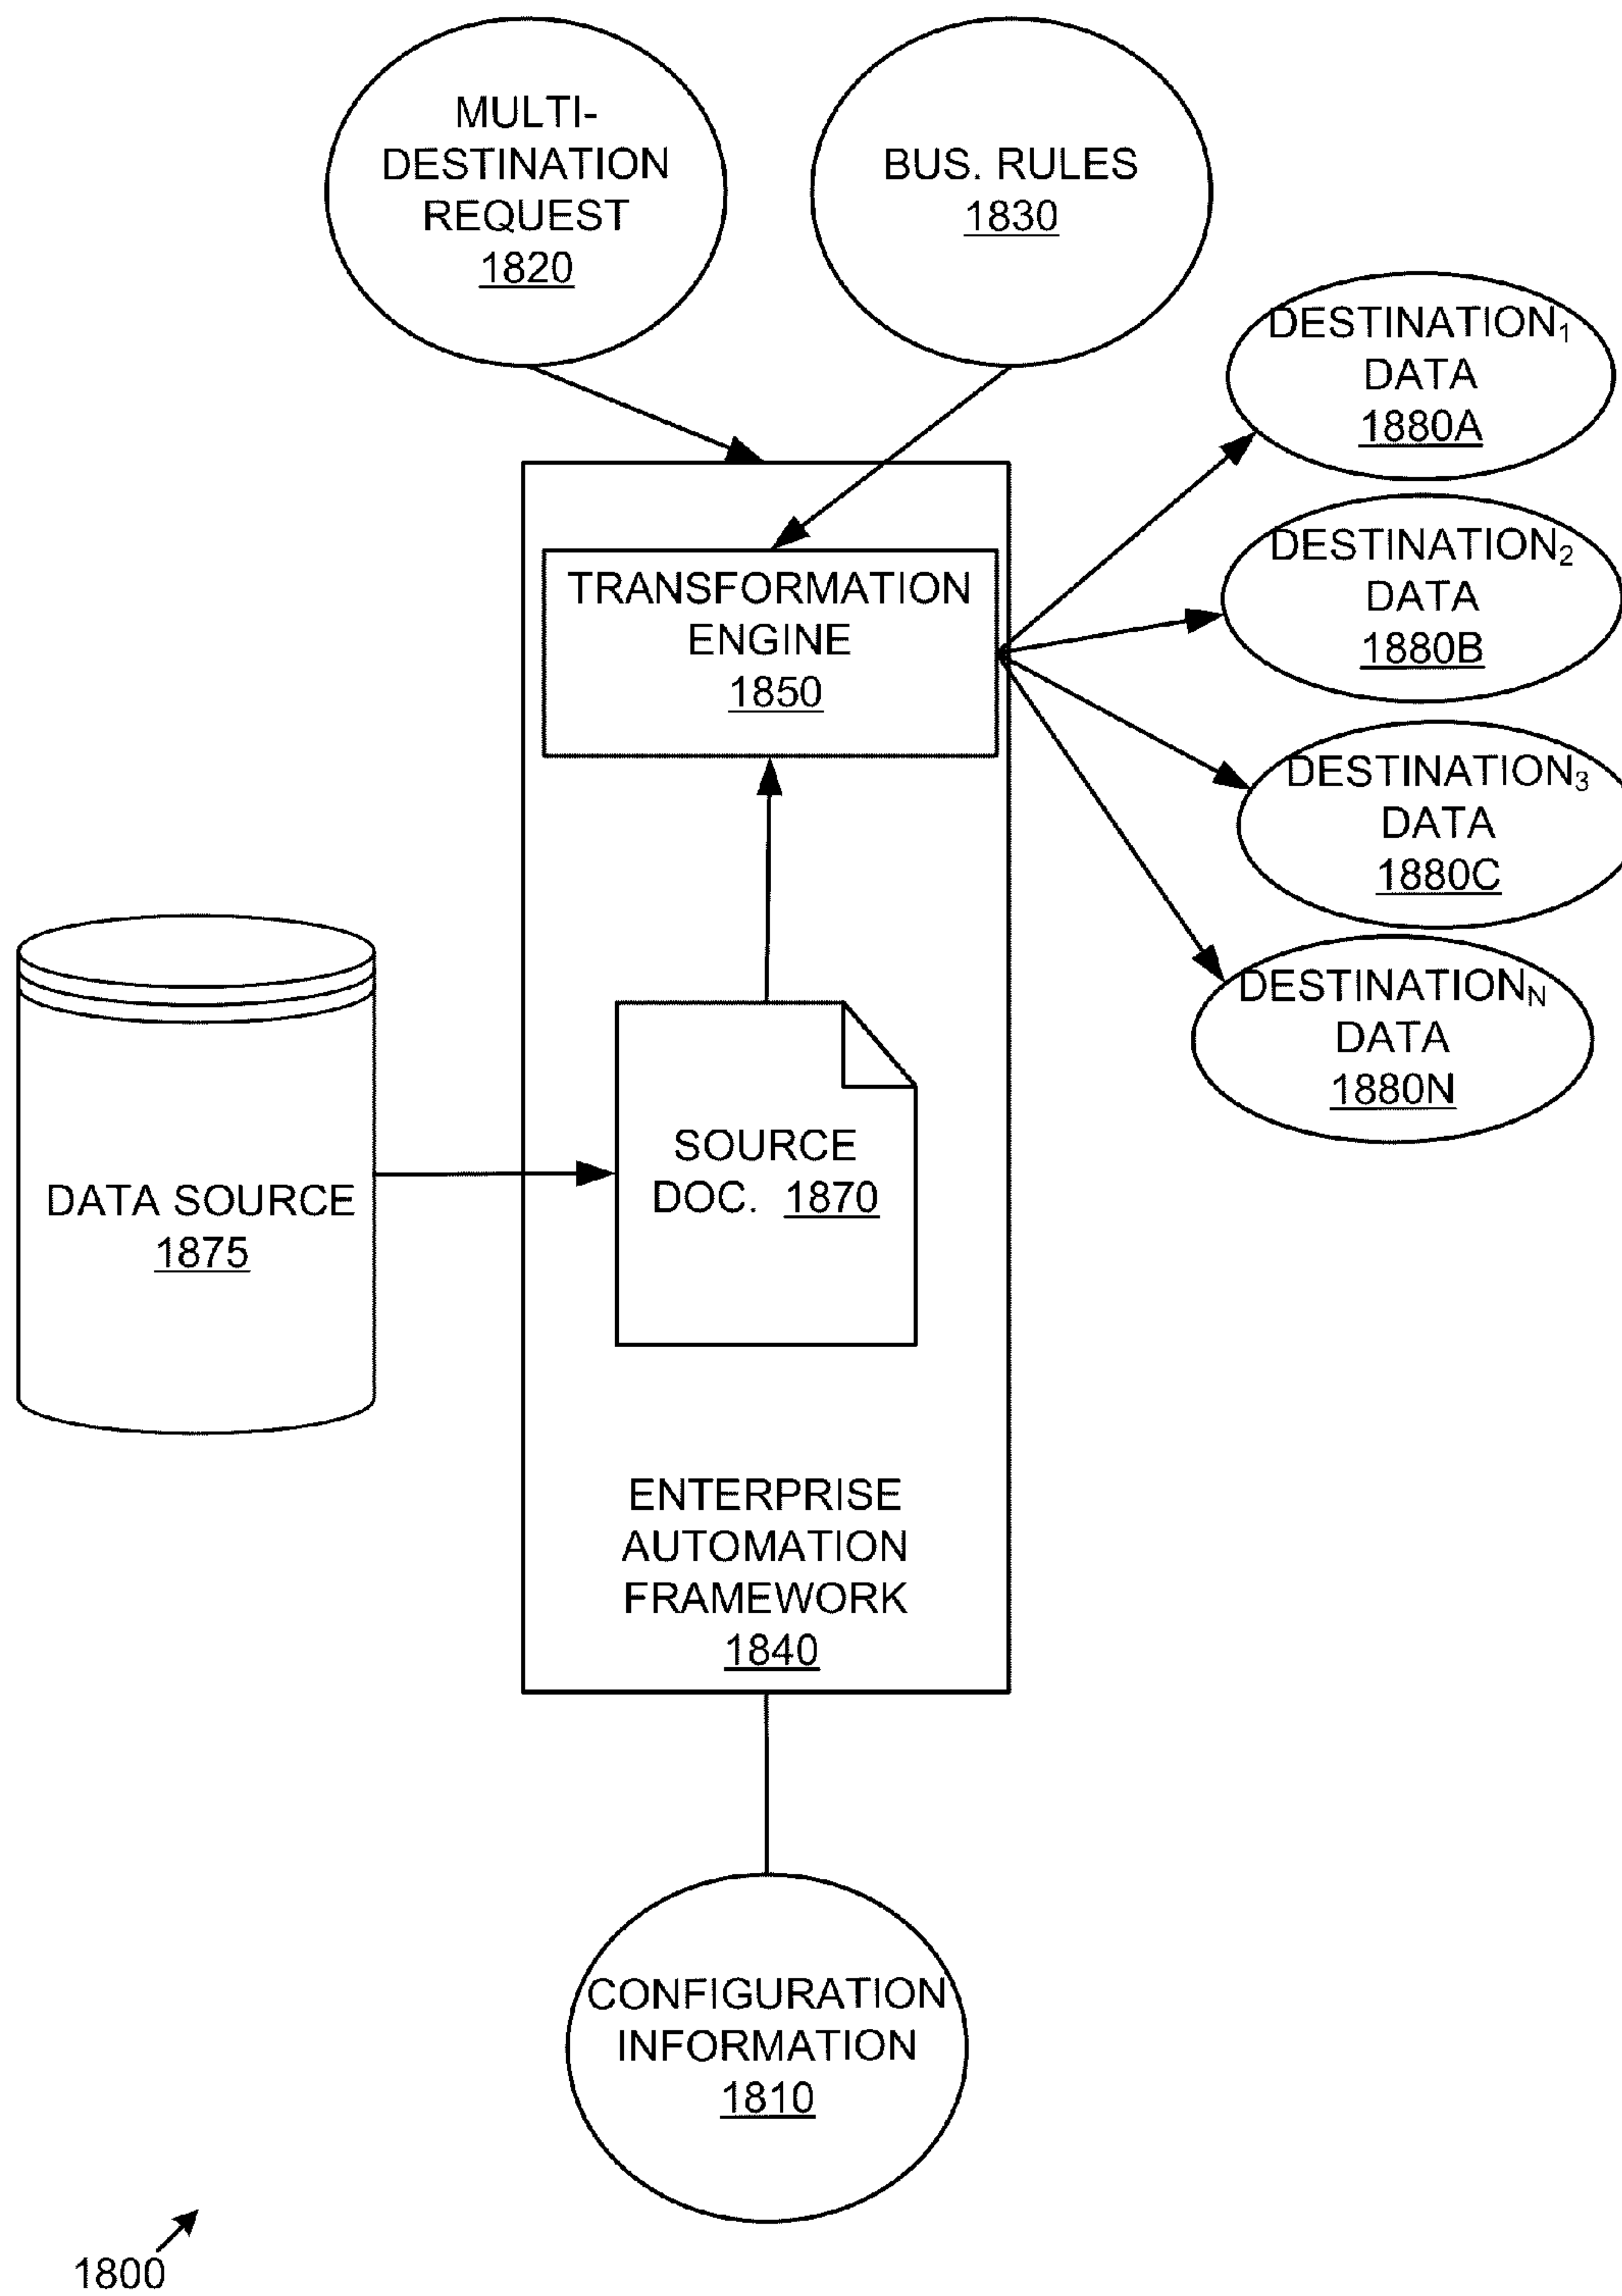 MULTI-
DESTINATION
REQUEST
1820
BUS. RULES
1830
DESTINATION₁
DATA
1880A
DESTINATION₂
DATA
1880B
DESTINATION₃
DATA
1880C
DESTINATION_N
DATA
1880N
TRANSFORMATION
ENGINE
1850
DATA SOURCE
1875
SOURCE
DOC. 1870
ENTERPRISE
AUTOMATION
FRAMEWORK
1840
CONFIGURATION
INFORMATION
1810
1800